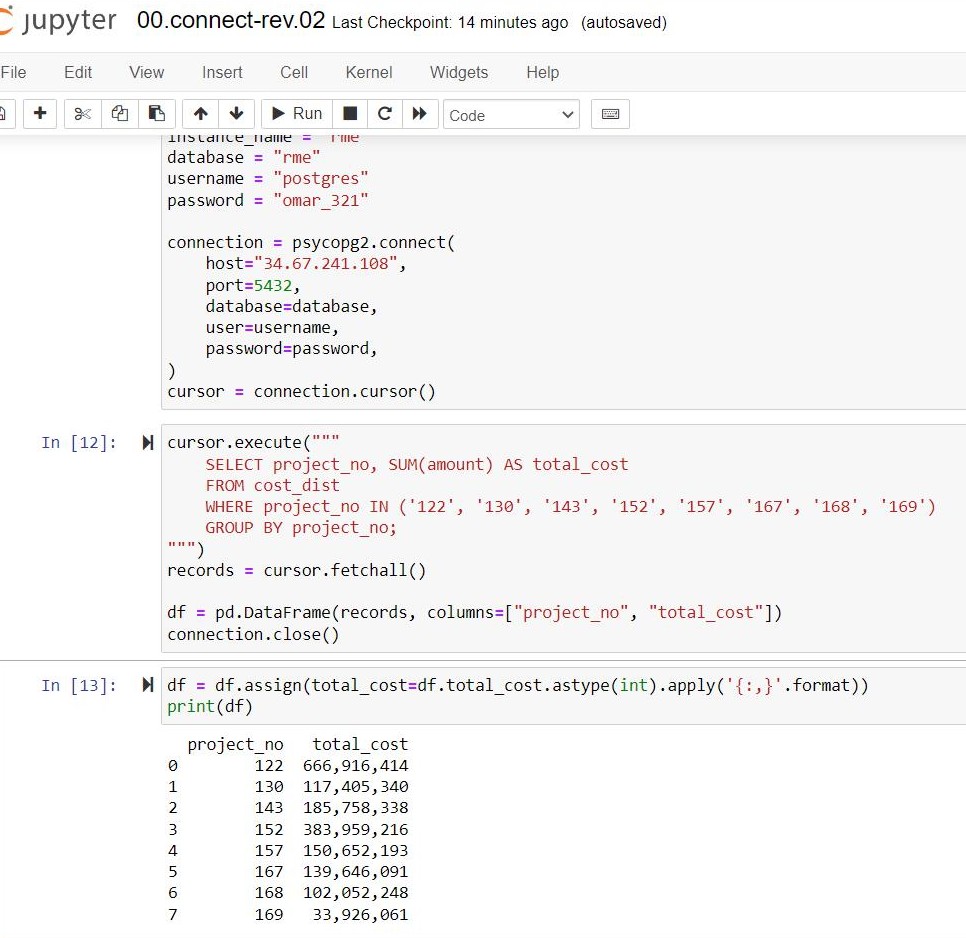 jupyter 00.connect-rev.02 Last Checkpoint: 14 minutes ago (autosaved)
File Edit View Insert Cell Kernel Widgets Help
Run Code
instance_name = "rme"
database = "rme"
username = "postgres"
password = "omar_321"
connection = psycopg2.connect(
    host="34.67.241.108",
    port=5432,
    database=database,
    user=username,
    password=password,
)
cursor = connection.cursor()
In [12]: cursor.execute("""
    SELECT project_no, SUM(amount) AS total_cost
    FROM cost_dist
    WHERE project_no IN ('122', '130', '143', '152', '157', '167', '168', '169')
    GROUP BY project_no;
""")
records = cursor.fetchall()
df = pd.DataFrame(records, columns=["project_no", "total_cost"])
connection.close()
In [13]: df = df.assign(total_cost=df.total_cost.astype(int).apply('{:,}'.format))
print(df)
  project_no   total_cost
0        122  666,916,414
1        130  117,405,340
2        143  185,758,338
3        152  383,959,216
4        157  150,652,193
5        167  139,646,091
6        168  102,052,248
7        169   33,926,061